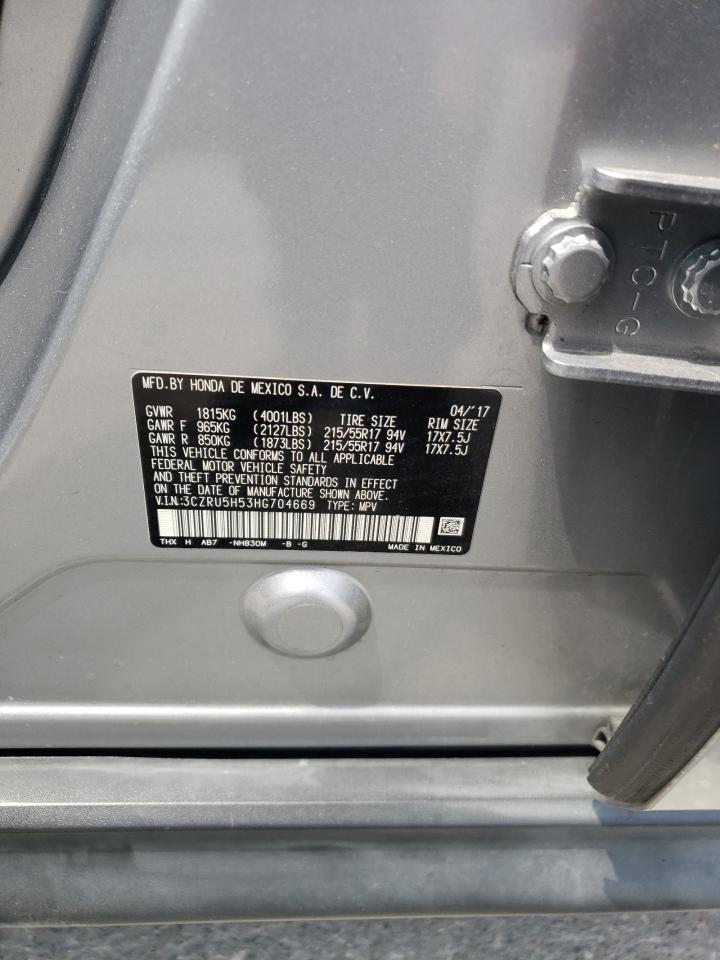 MFD.BY HONDA DE MEXICO S.A. DE C.V.
04/'17
GVWR 1815KG (4001LBS) TIRE SIZE RIM SIZE
GAWR F 965KG (2127LBS) 215/55R17 94V 17X7.5J
GAWR R 850KG (1873LBS) 215/55R17 94V 17X7.5J
THIS VEHICLE CONFORMS TO ALL APPLICABLE
FEDERAL MOTOR VEHICLE SAFETY
AND THEFT PREVENTION STANDARDS IN EFFECT
ON THE DATE OF MANUFACTURE SHOWN ABOVE.
V.I.N.:3CZRU5H53HG704669 TYPE: MPV
THX H AB7 -NH830M -B -G MADE IN MEXICO
PTC-G